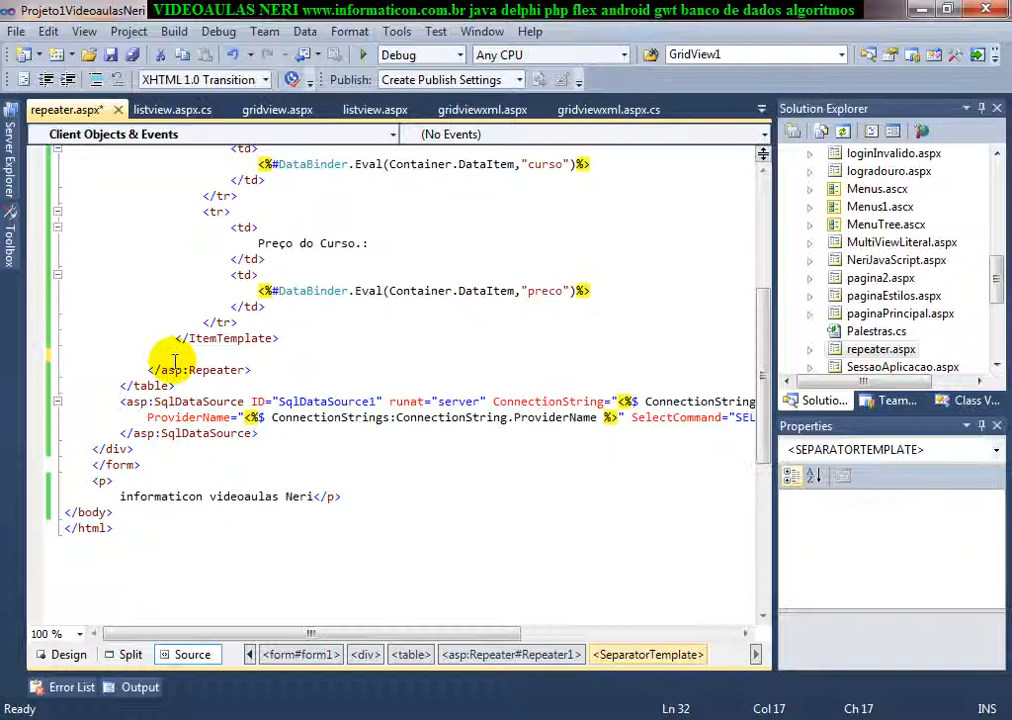 Projeto1VideoaulasNeri
VIDEOAULAS NERI www.informaticon.com.br java delphi php flex android gwt banco de dados algoritmos
File Edit View Project Build Debug Team Data Format Tools Test Window Help
Debug Any CPU GridView1
XHTML 1.0 Transition Publish: Create Publish Settings
repeater.aspx* listview.aspx.cs gridview.aspx listview.aspx gridviewxml.aspx gridviewxml.aspx.cs
Client Objects & Events (No Events)
<td>
<%#DataBinder.Eval(Container.DataItem,"curso")%>
</td>
</tr>
<tr>
<td>
Preço do Curso.:
</td>
<td>
<%#DataBinder.Eval(Container.DataItem,"preco")%>
</td>
</tr>
</ItemTemplate>
</asp:Repeater>
</table>
<asp:SqlDataSource ID="SqlDataSource1" runat="server" ConnectionString="<%$ ConnectionString
ProviderName="<%$ ConnectionStrings:ConnectionString.ProviderName %>" SelectCommand="SEL
</asp:SqlDataSource>
</div>
</form>
<p>
informaticon videoaulas Neri</p>
</body>
</html>
100 %
Design Split Source <form#form1> <div> <table> <asp:Repeater#Repeater1> <SeparatorTemplate>
Error List Output
Ready Ln 32 Col 17 Ch 17 INS
Server Explorer
Toolbox
Solution Explorer
loginInvalido.aspx
logradouro.aspx
Menus.ascx
Menus1.ascx
MenuTree.ascx
MultiViewLiteral.aspx
NeriJavaScript.aspx
pagina2.aspx
paginaEstilos.aspx
paginaPrincipal.aspx
Palestras.cs
repeater.aspx
SessaoAplicacao.aspx
Solutio... Team... Class V...
Properties
<SEPARATORTEMPLATE>